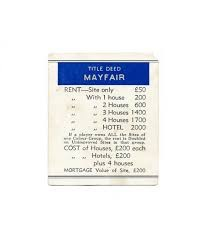 TITLE DEED
MAYFAIR
RENT—Site only £50
„ With 1 house 200
„ „ 2 Houses 600
„ „ 3 Houses 1400
„ „ 4 Houses 1700
„ „ HOTEL 2000
If a player owns ALL the Sites of
any Colour-Group, the rent is Doubled
on Unimproved Sites in that group.
COST of Houses, £200 each
„ „ Hotels, £200
plus 4 houses
MORTGAGE Value of Site, £200